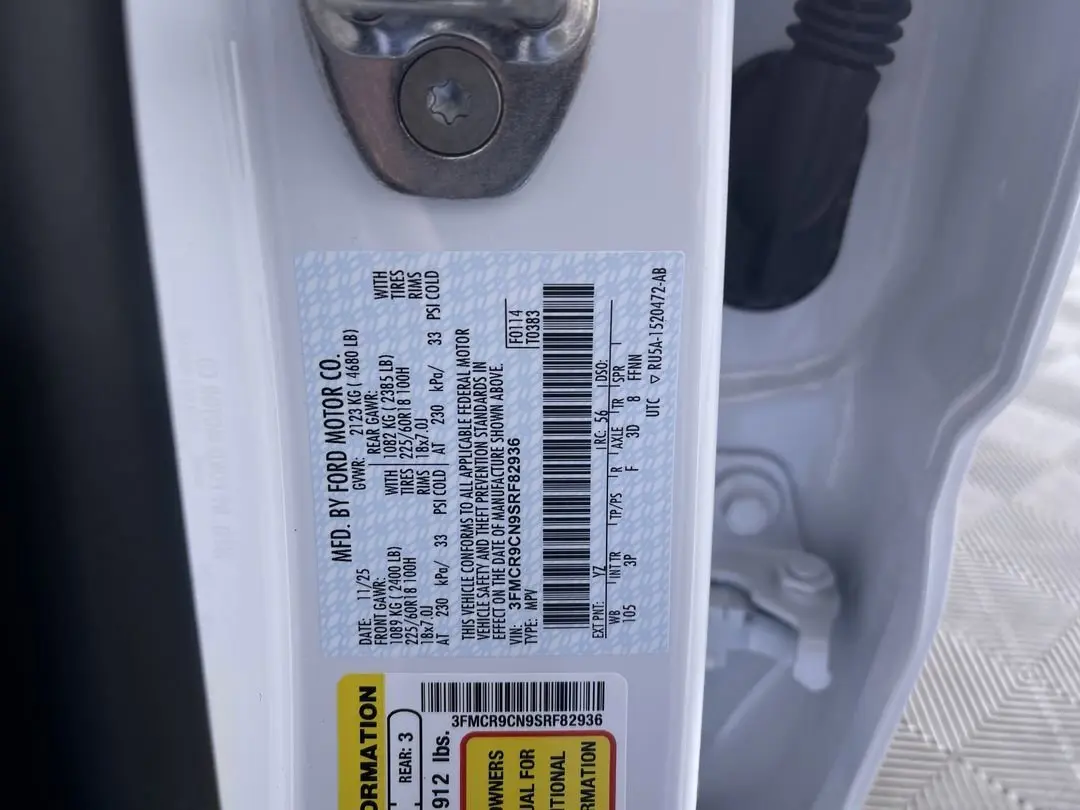 MFD. BY FORD MOTOR CO.
DATE: 11/25 GVWR: 2123 KG ( 4680 LB)
FRONT GAWR: REAR GAWR:
1089 KG ( 2400 LB) WITH 1082 KG ( 2385 LB) WITH
225/60R18 100H TIRES 225/60R18 100H TIRES
18x7.0J RIMS 18x7.0J RIMS
AT 230 kPa/ 33 PSI COLD AT 230 kPa/ 33 PSI COLD
THIS VEHICLE CONFORMS TO ALL APPLICABLE FEDERAL MOTOR
VEHICLE SAFETY AND THEFT PREVENTION STANDARDS IN
EFFECT ON THE DATE OF MANUFACTURE SHOWN ABOVE.
VIN: 3FMCR9CN9SRF82936 F0114
TYPE: MPV T0383
EXT PNT: YZ RC: 56 DSO:
WB INT TR TP/PS R AXLE TR SPR
105 3P F 3D 8 FFNN
UTC ▽ RU5A-1520472-AB
ORMATION
REAR: 3
912 lbs.
3FMCR9CN9SRF82936
OWNERS
UAL FOR
ITIONAL
RMATION